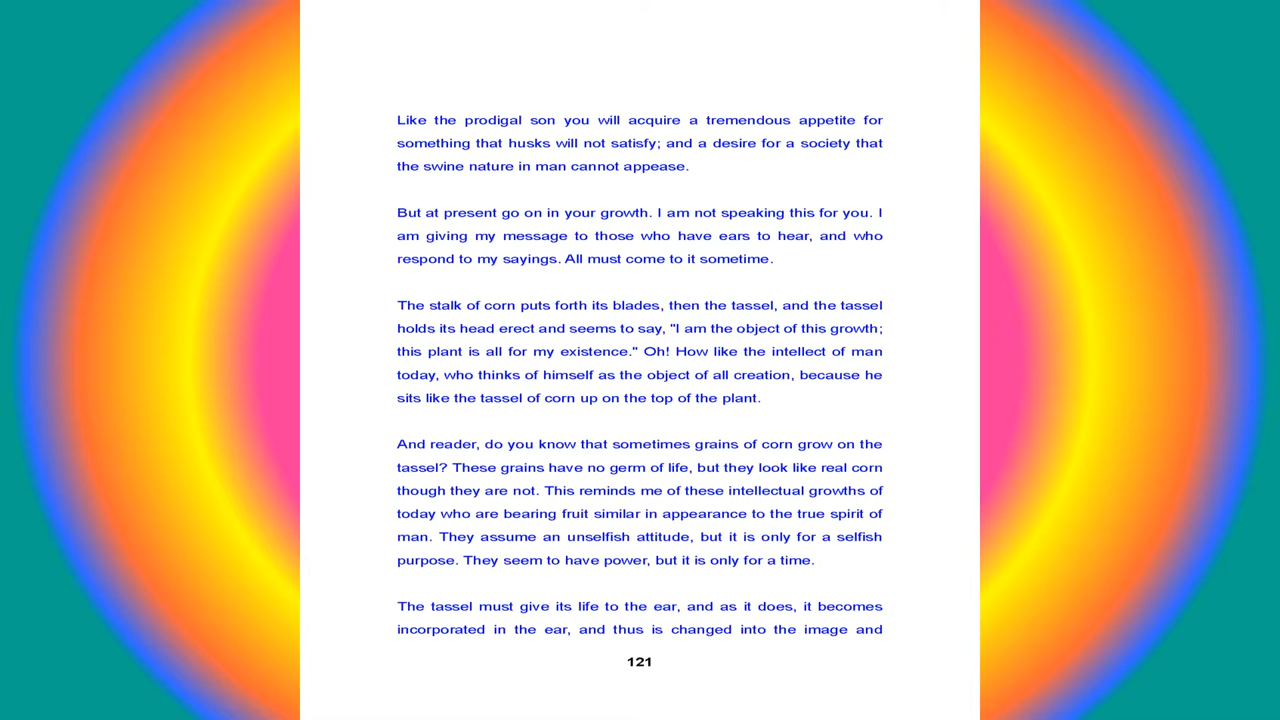 Like the prodigal son you will acquire a tremendous appetite for
something that husks will not satisfy; and a desire for a society that
the swine nature in man cannot appease.
But at present go on in your growth. I am not speaking this for you. I
am giving my message to those who have ears to hear, and who
respond to my sayings. All must come to it sometime.
The stalk of corn puts forth its blades, then the tassel, and the tassel
holds its head erect and seems to say, "I am the object of this growth;
this plant is all for my existence." Oh! How like the intellect of man
today, who thinks of himself as the object of all creation, because he
sits like the tassel of corn up on the top of the plant.
And reader, do you know that sometimes grains of corn grow on the
tassel? These grains have no germ of life, but they look like real corn
though they are not. This reminds me of these intellectual growths of
today who are bearing fruit similar in appearance to the true spirit of
man. They assume an unselfish attitude, but it is only for a selfish
purpose. They seem to have power, but it is only for a time.
The tassel must give its life to the ear, and as it does, it becomes
incorporated in the ear, and thus is changed into the image and
121